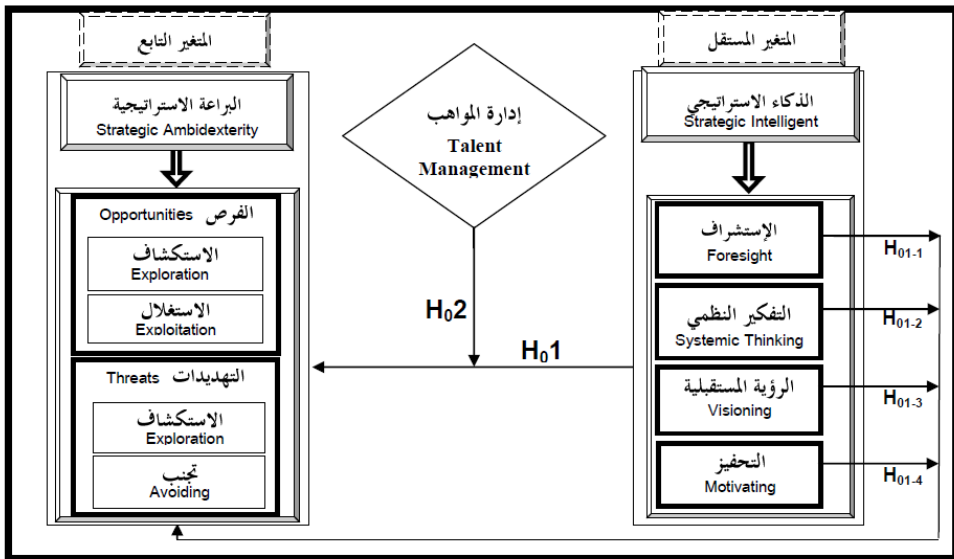 المتغير المستقل
الذكاء الاستراتيجي
Strategic Intelligent
الإستشراف
Foresight
التفكير النظمي
Systemic Thinking
الرؤية المستقبلية
Visioning
التحفيز
Motivating
H01-1
H01-2
H01-3
H01-4
إدارة المواهب
Talent
Management
H02
H01
المتغير التابع
البراعة الاستراتيجية
Strategic Ambidexterity
الفرص Opportunities
الاستكشاف
Exploration
الاستغلال
Exploitation
التهديدات Threats
الاستكشاف
Exploration
تجنب
Avoiding